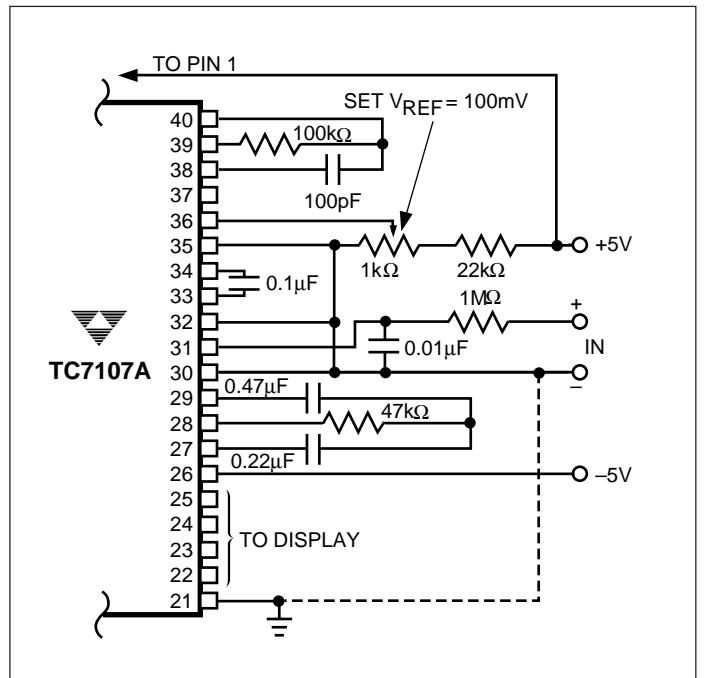 TO PIN 1
SET VREF = 100mV
40
39
100kΩ
38
100pF
37
36
35
+5V
1kΩ
22kΩ
34
0.1µF
33
1MΩ
+
32
31
0.01µF
IN
TC7107A
30
–
29
0.47µF
28
47kΩ
27
0.22µF
26
–5V
25
24
TO DISPLAY
23
22
21